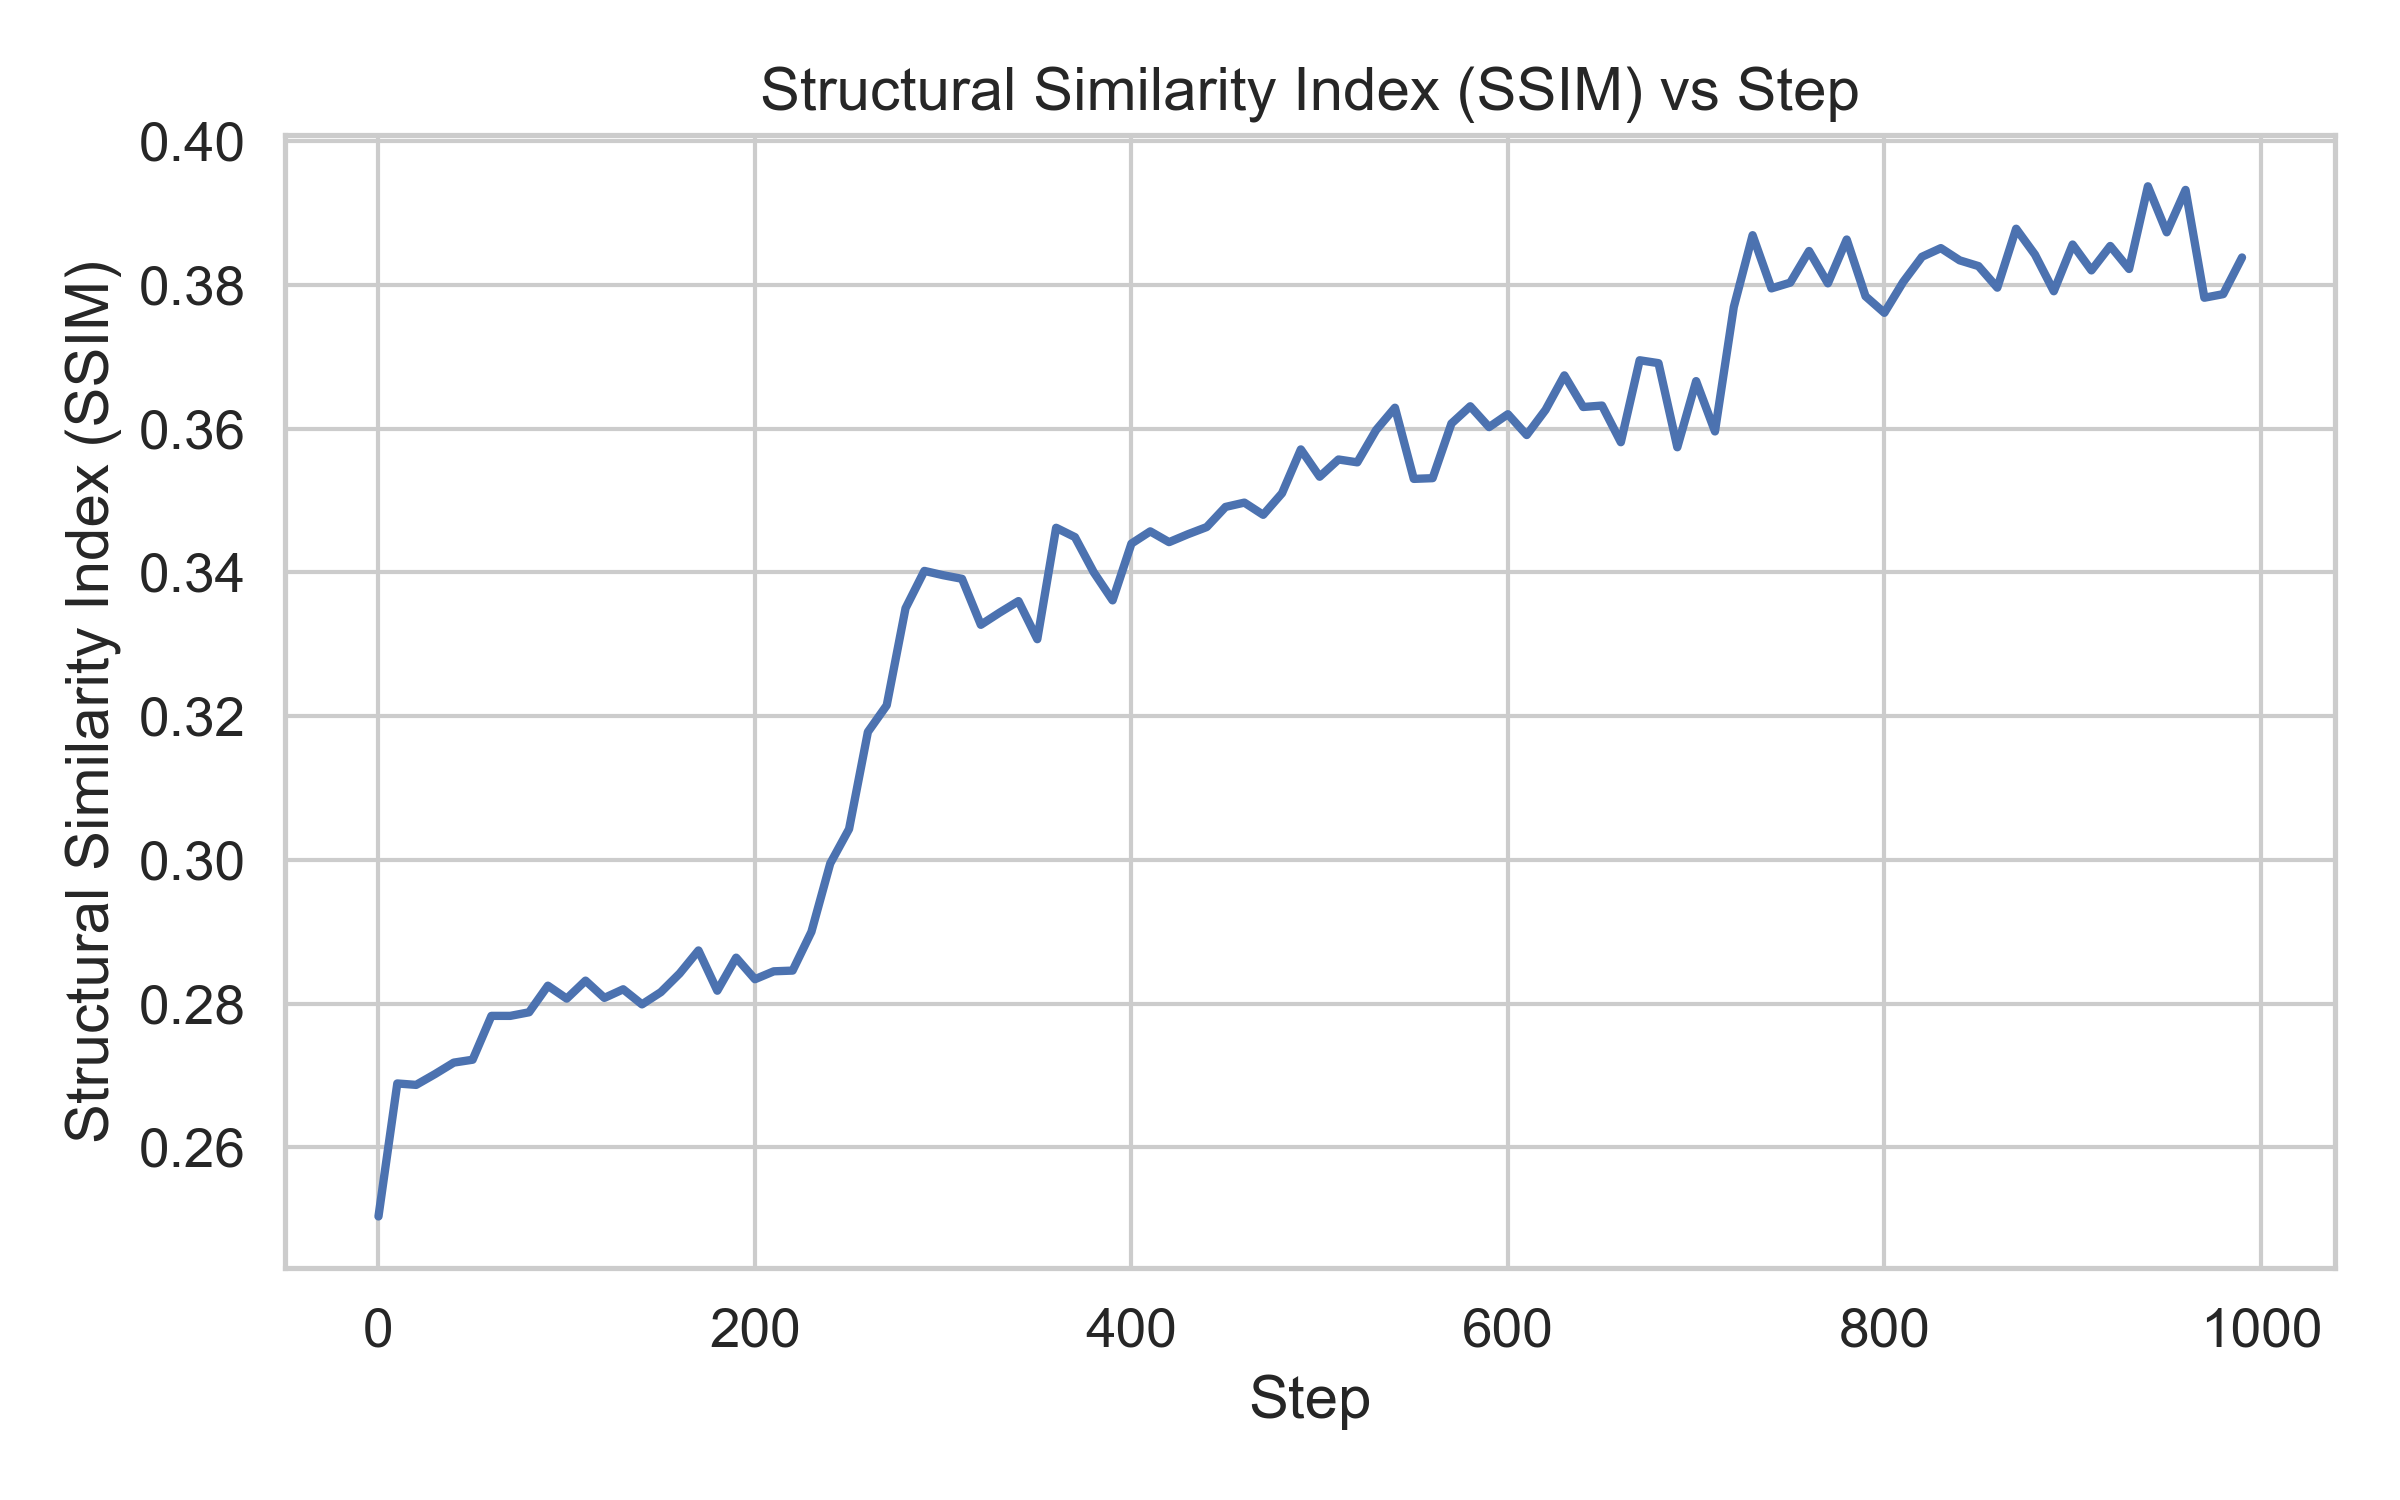 Structural Similarity Index (SSIM) vs Step
Structural Similarity Index (SSIM)
0.40
0.38
0.36
0.34
0.32
0.30
0.28
0.26
0 200 400 600 800 1000
Step